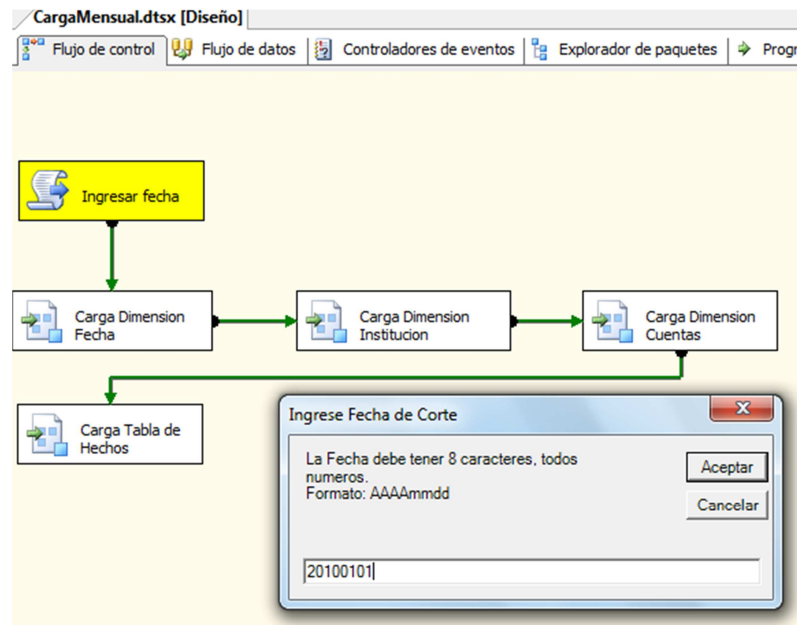 CargaMensual.dtsx [Diseño]
Flujo de control Flujo de datos Controladores de eventos Explorador de paquetes Progr
Ingresar fecha
Carga Dimension
Fecha
Carga Dimension
Institucion
Carga Dimension
Cuentas
Carga Tabla de
Hechos
Ingrese Fecha de Corte
La Fecha debe tener 8 caracteres, todos
numeros.
Formato: AAAAmmdd
Aceptar
Cancelar
20100101